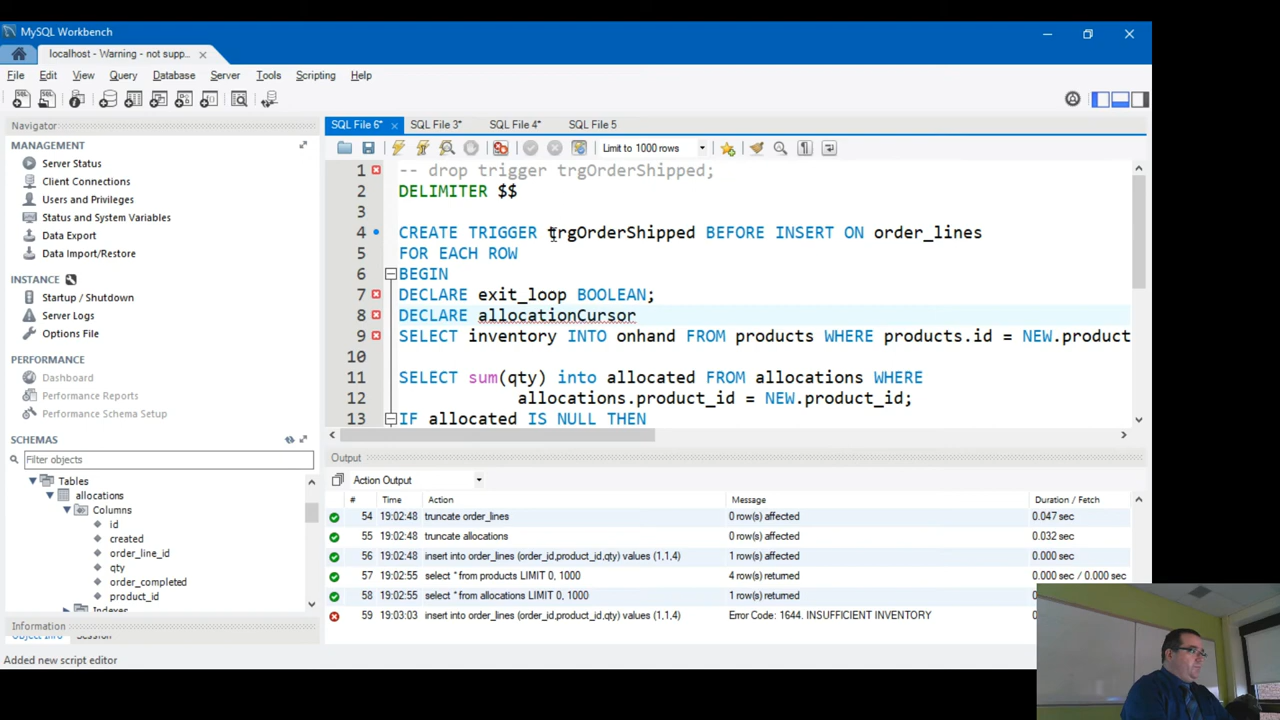 MySQL Workbench
localhost - Warning - not supp...
File Edit View Query Database Server Tools Scripting Help
Navigator
MANAGEMENT
Server Status
Client Connections
Users and Privileges
Status and System Variables
Data Export
Data Import/Restore
INSTANCE
Startup / Shutdown
Server Logs
Options File
PERFORMANCE
Dashboard
Performance Reports
Performance Schema Setup
SCHEMAS
Filter objects
Tables
allocations
Columns
id
created
order_line_id
qty
order_completed
product_id
Indexes
Information
Object Info Session
Added new script editor
SQL File 6* SQL File 3* SQL File 4* SQL File 5
Limit to 1000 rows
1 -- drop trigger trgOrderShipped;
2 DELIMITER $$
3
4 CREATE TRIGGER trgOrderShipped BEFORE INSERT ON order_lines
5 FOR EACH ROW
6 BEGIN
7 DECLARE exit_loop BOOLEAN;
8 DECLARE allocationCursor
9 SELECT inventory INTO onhand FROM products WHERE products.id = NEW.product
10
11 SELECT sum(qty) into allocated FROM allocations WHERE
12 allocations.product_id = NEW.product_id;
13 IF allocated IS NULL THEN
Output
Action Output
# Time Action Message Duration / Fetch
54 19:02:48 truncate order_lines 0 row(s) affected 0.047 sec
55 19:02:48 truncate allocations 0 row(s) affected 0.032 sec
56 19:02:48 insert into order_lines (order_id,product_id,qty) values (1,1,4) 1 row(s) affected 0.000 sec
57 19:02:55 select * from products LIMIT 0, 1000 4 row(s) returned 0.000 sec / 0.000 sec
58 19:02:55 select * from allocations LIMIT 0, 1000 1 row(s) returned
59 19:03:03 insert into order_lines (order_id,product_id,qty) values (1,1,4) Error Code: 1644. INSUFFICIENT INVENTORY